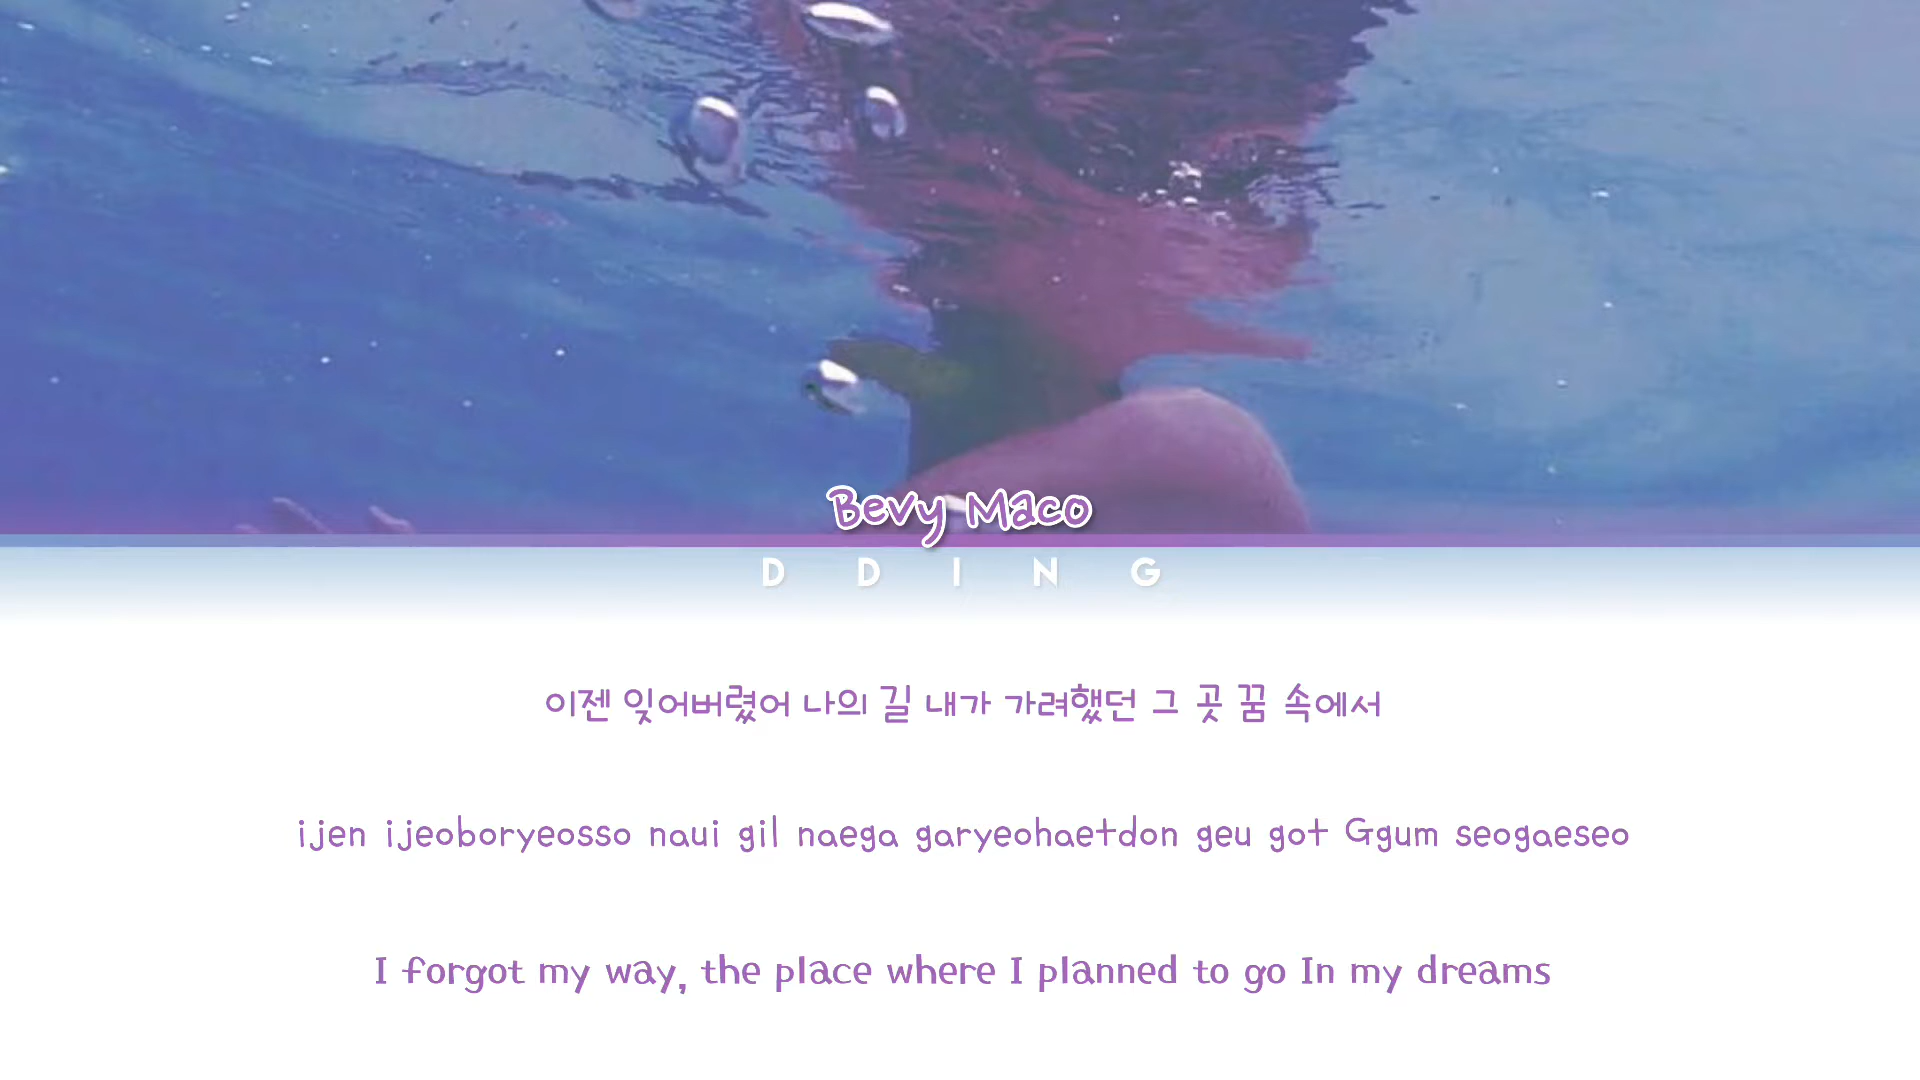 Bevy Maco
D D I N G
이젠 잊어버렸어 나의 길 내가 가려했던 그 곳 꿈 속에서
ijen ijeoboryeosso naui gil naega garyeohaetdon geu got Ggum seogaeseo
I forgot my way, the place where I planned to go In my dreams